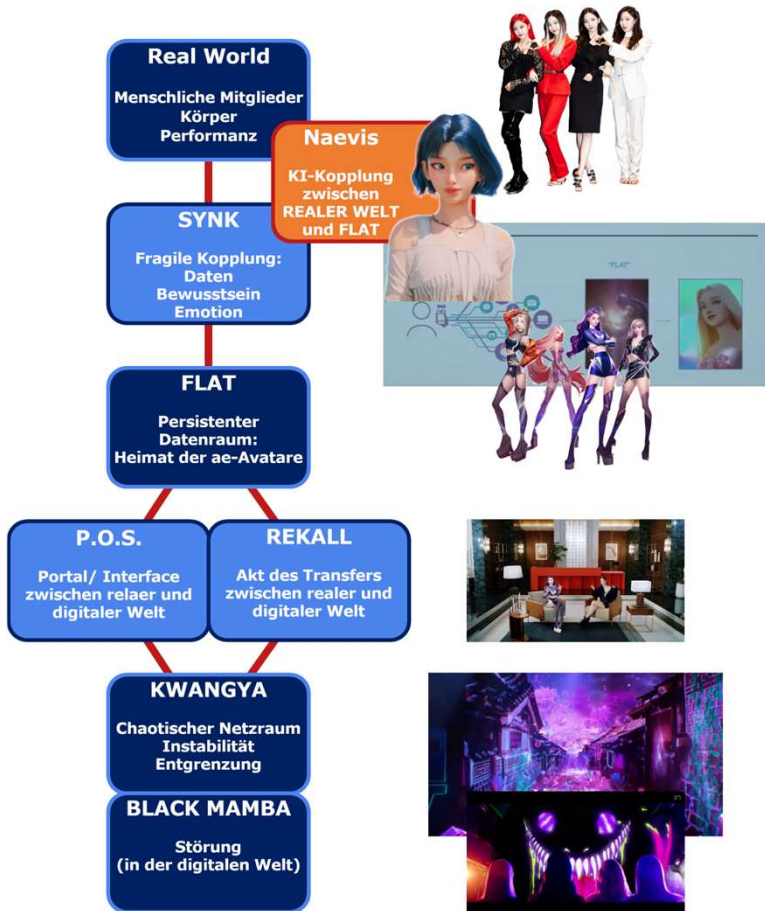 Real World
Menschliche Mitglieder
Körper
Performanz
Naevis
KI-Kopplung
zwischen
REALER WELT
und FLAT
SYNK
Fragile Kopplung:
Daten
Bewusstsein
Emotion
"FLAT"
FLAT
Persistenter
Datenraum:
Heimat der ae-Avatare
P.O.S.
Portal/ Interface
zwischen relaer und
digitaler Welt
REKALL
Akt des Transfers
zwischen realer und
digitaler Welt
KWANGYA
Chaotischer Netzraum
Instabilität
Entgrenzung
BLACK MAMBA
Störung
(in der digitalen Welt)